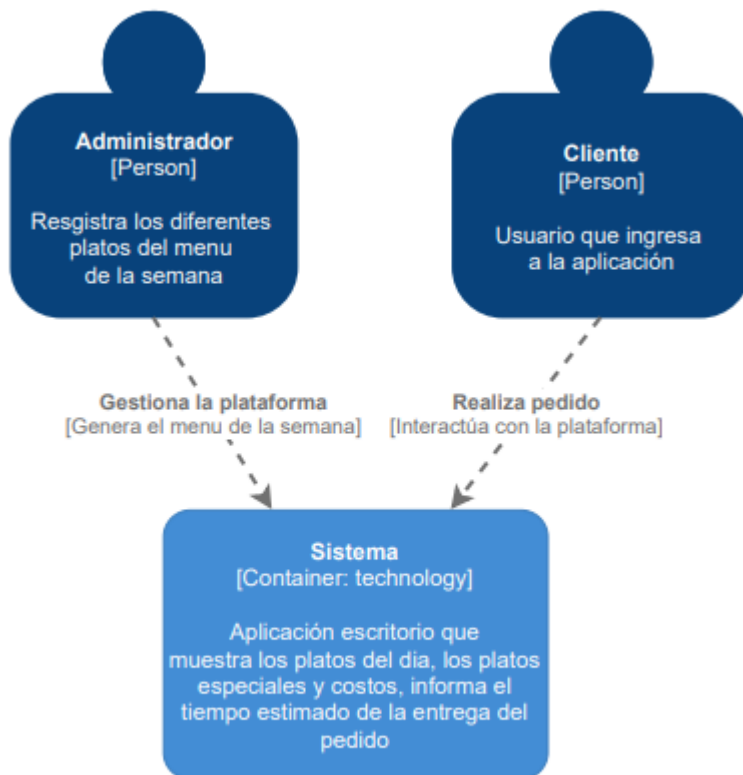 Administrador
[Person]
Resgistra los diferentes
platos del menu
de la semana
Cliente
[Person]
Usuario que ingresa
a la aplicación
Gestiona la plataforma
[Genera el menu de la semana]
Realiza pedido
[Interactúa con la plataforma]
Sistema
[Container: technology]
Aplicación escritorio que
muestra los platos del dia, los platos
especiales y costos, informa el
tiempo estimado de la entrega del
pedido